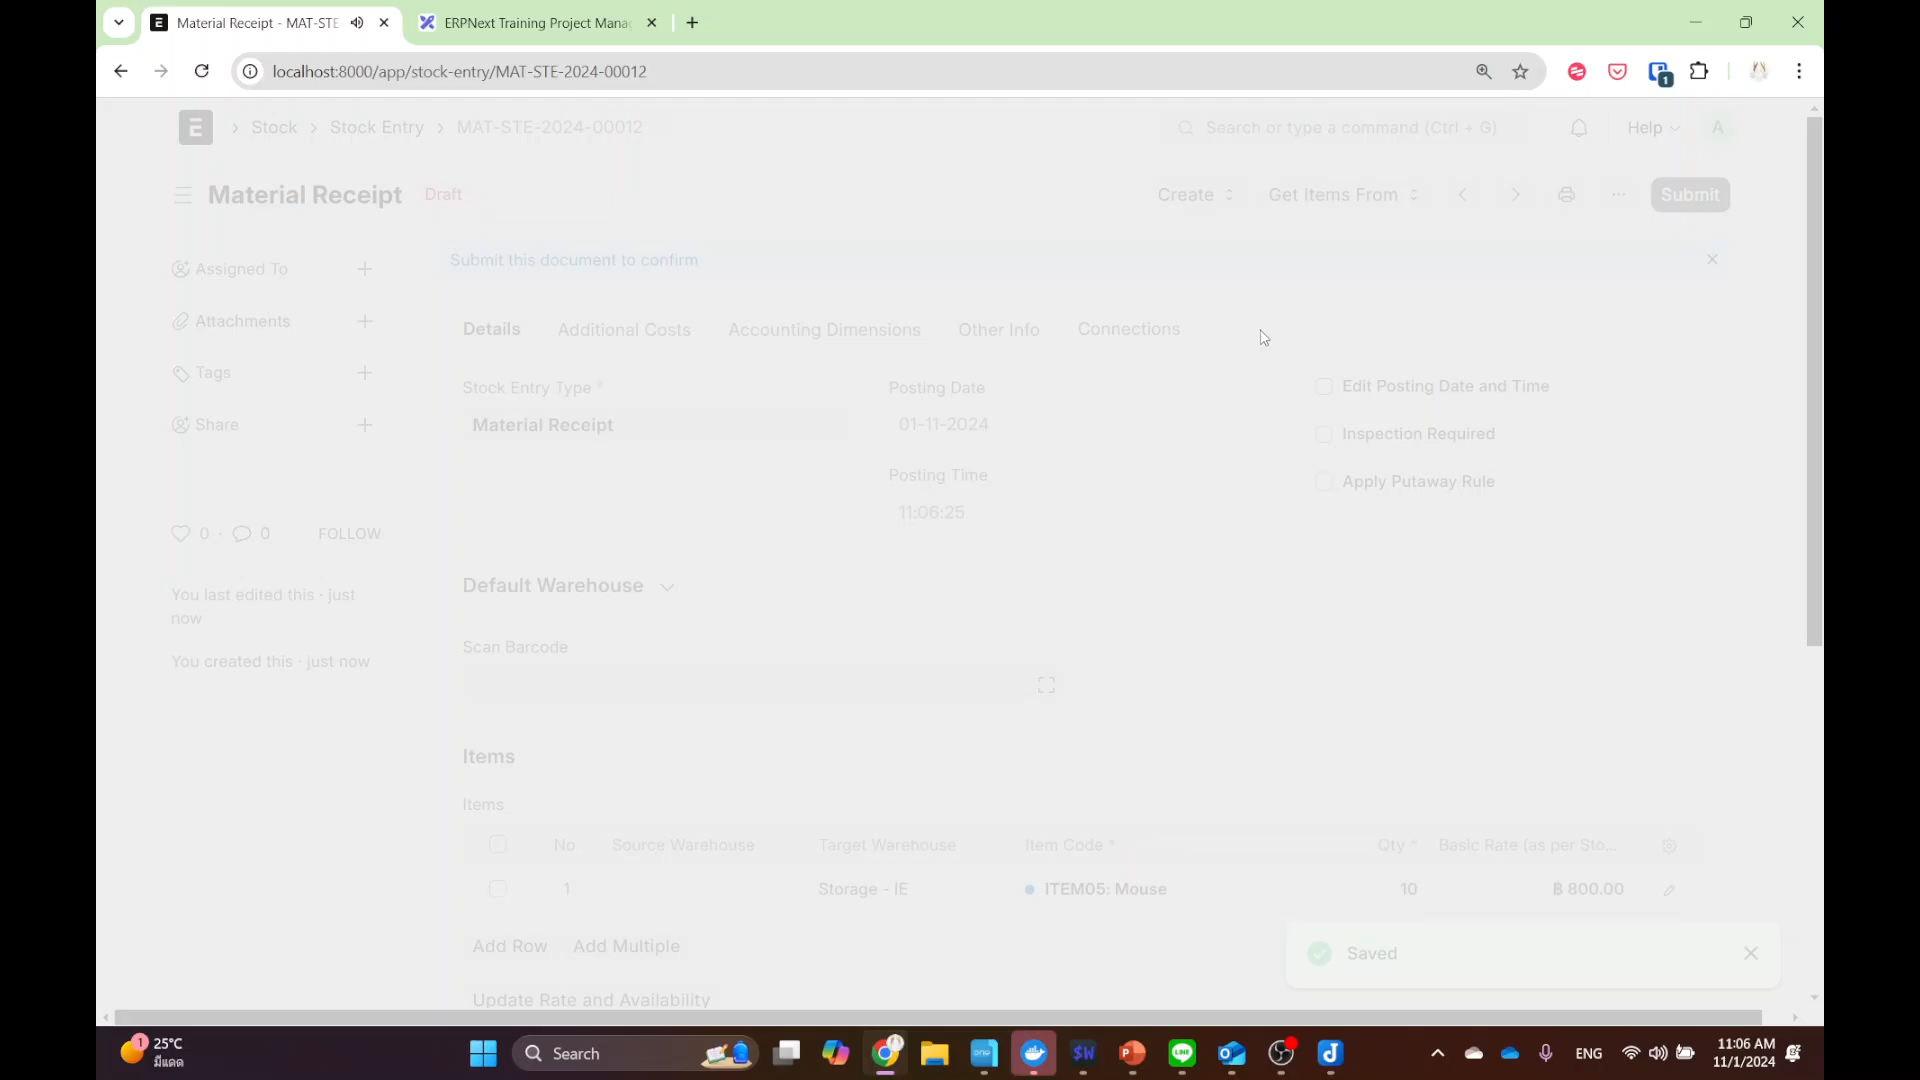 Material Receipt - MAT-STE
ERPNext Training Project Mana
localhost:8000/app/stock-entry/MAT-STE-2024-00012
1
E
Stock
Stock Entry
MAT-STE-2024-00012
Search or type a command (Ctrl + G)
Help
A
Material Receipt
Draft
Create
Get Items From
Submit
Assigned To
Attachments
Tags
Share
0 · 0
FOLLOW
You last edited this · just
now
You created this · just now
Submit this document to confirm
Details
Additional Costs
Accounting Dimensions
Other Info
Connections
Stock Entry Type *
Material Receipt
Posting Date
01-11-2024
Posting Time
11:06:25
Edit Posting Date and Time
Inspection Required
Apply Putaway Rule
Default Warehouse
Scan Barcode
Items
Items
No Source Warehouse Target Warehouse Item Code * Qty * Basic Rate (as per Sto...
1 Storage - IE ITEM05: Mouse 10 ฿ 800.00
Add Row
Add Multiple
Update Rate and Availability
Saved
1
25°C
มีแดด
Search
ENG
11:06 AM
11/1/2024